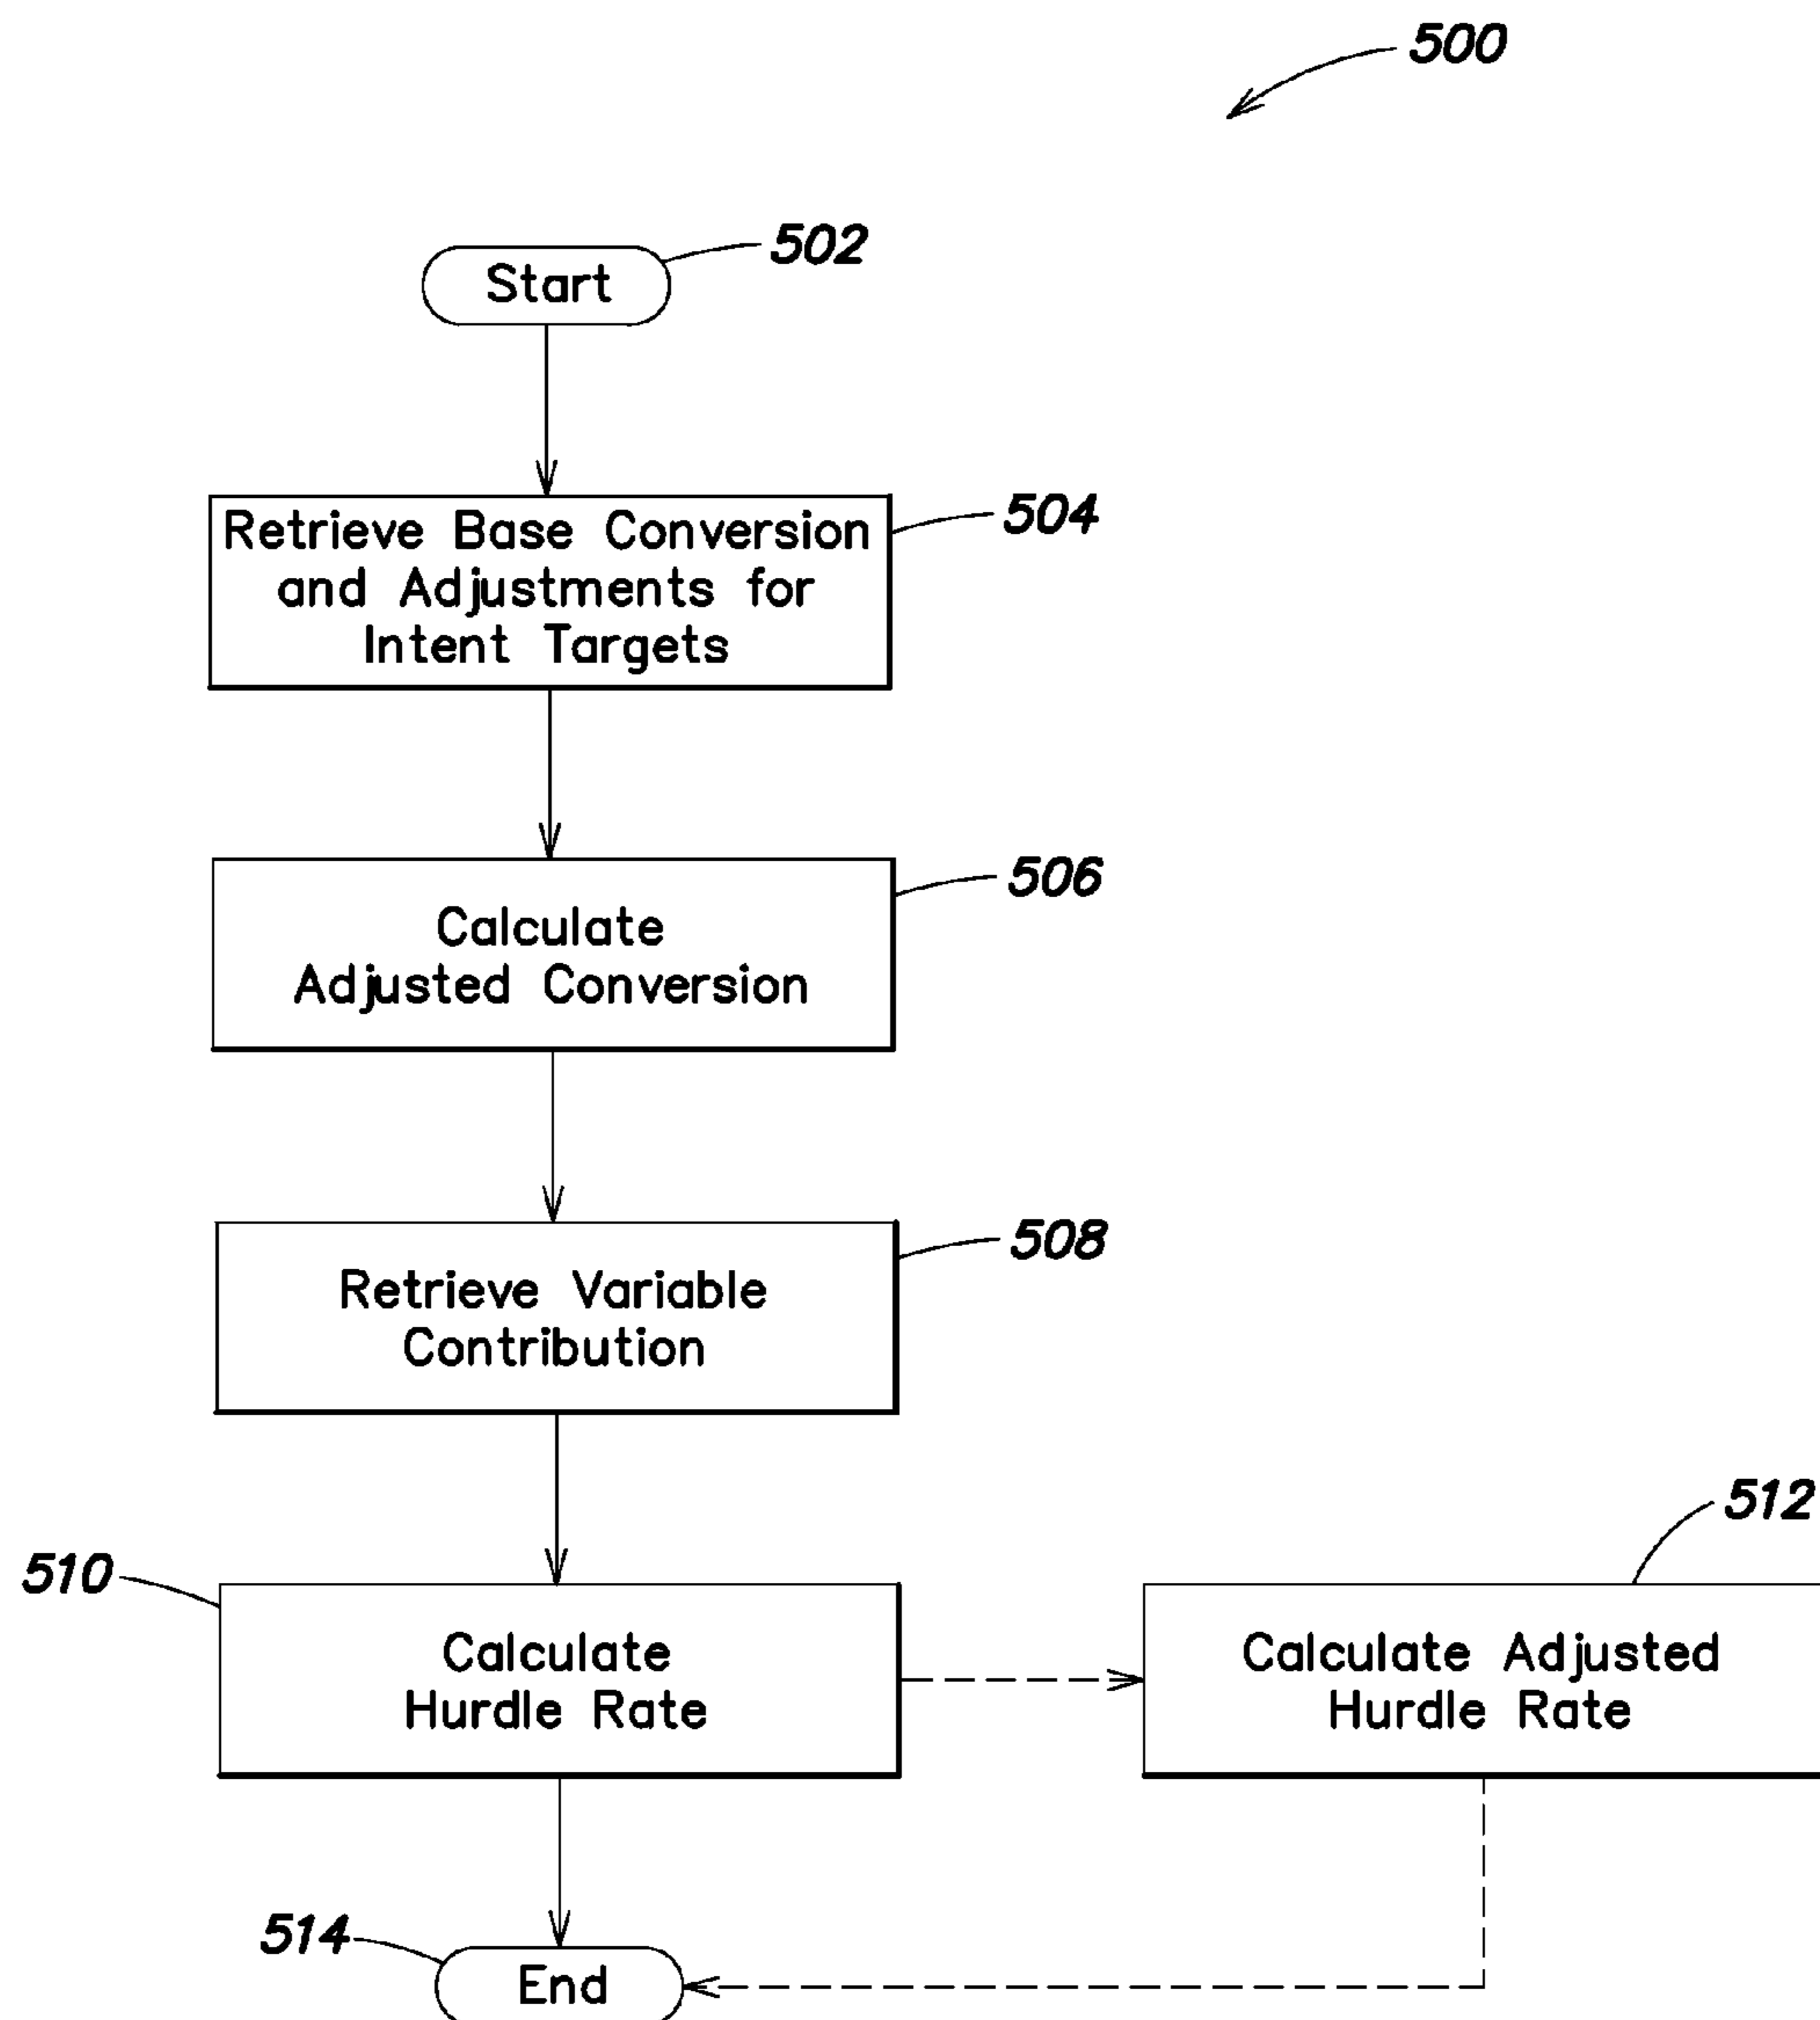 500
502
Start
504
Retrieve Base Conversion
and Adjustments for
Intent Targets
506
Calculate
Adjusted Conversion
508
Retrieve Variable
Contribution
512
510
Calculate
Hurdle Rate
Calculate Adjusted
Hurdle Rate
514
End